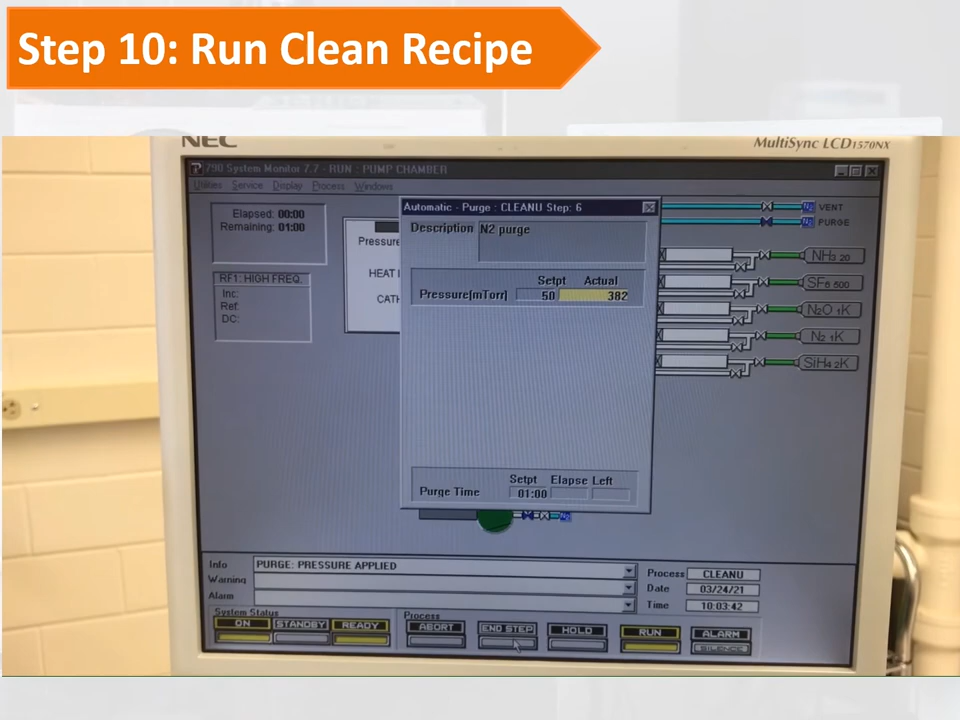 Step 10: Run Clean Recipe
NEC
MultiSync LCD1570NX
790 System Monitor 7.7 - RUN : PUMP CHAMBER
Utilities Service Display Process Windows
Elapsed: 00:00
Remaining: 01:00
RF1: HIGH FREQ.
Inc:
Ref:
DC:
Pressure
HEAT
CATH
Automatic - Purge : CLEANU Step: 6
Description N2 purge
Setpt Actual
Pressure[mTorr] 50 382
Setpt Elapse Left
Purge Time 01:00
VENT
PURGE
NH3 20
SF6 500
N2O 1K
N2 1K
SiH4 2K
Info PURGE: PRESSURE APPLIED
Warning
Alarm
Process CLEANU
Date 03/24/21
Time 10:03:42
System Status
ON STANDBY READY
Process
ABORT END STEP HOLD RUN ALARM
SILENCE